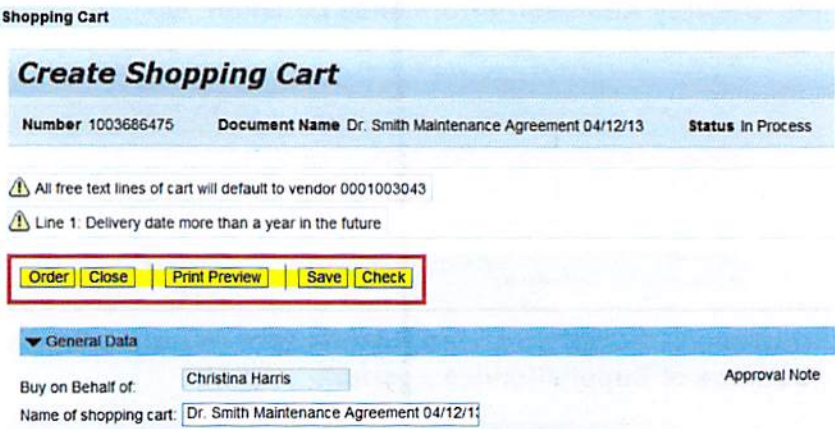 Shopping Cart
Create Shopping Cart
Number 1003686475 Document Name Dr. Smith Maintenance Agreement 04/12/13 Status In Process
All free text lines of cart will default to vendor 0001003043
Line 1: Delivery date more than a year in the future
Order Close Print Preview Save Check
General Data
Buy on Behalf of: Christina Harris Approval Note
Name of shopping cart: Dr. Smith Maintenance Agreement 04/12/1